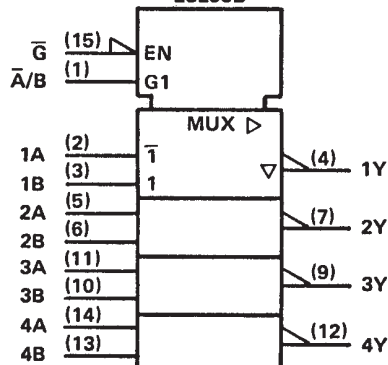 G̅ (15) EN
A̅/B (1) G1
MUX ▷
1A (2) 1̅ (4) 1Y
1B (3) 1 ▽
2A (5) (7) 2Y
2B (6)
3A (11) (9) 3Y
3B (10)
4A (14) (12) 4Y
4B (13)